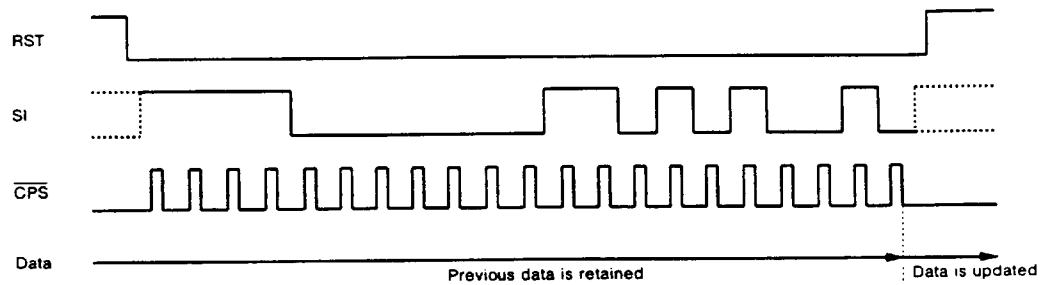 RST
SI
CPS
Data
Previous data is retained
Data is updated